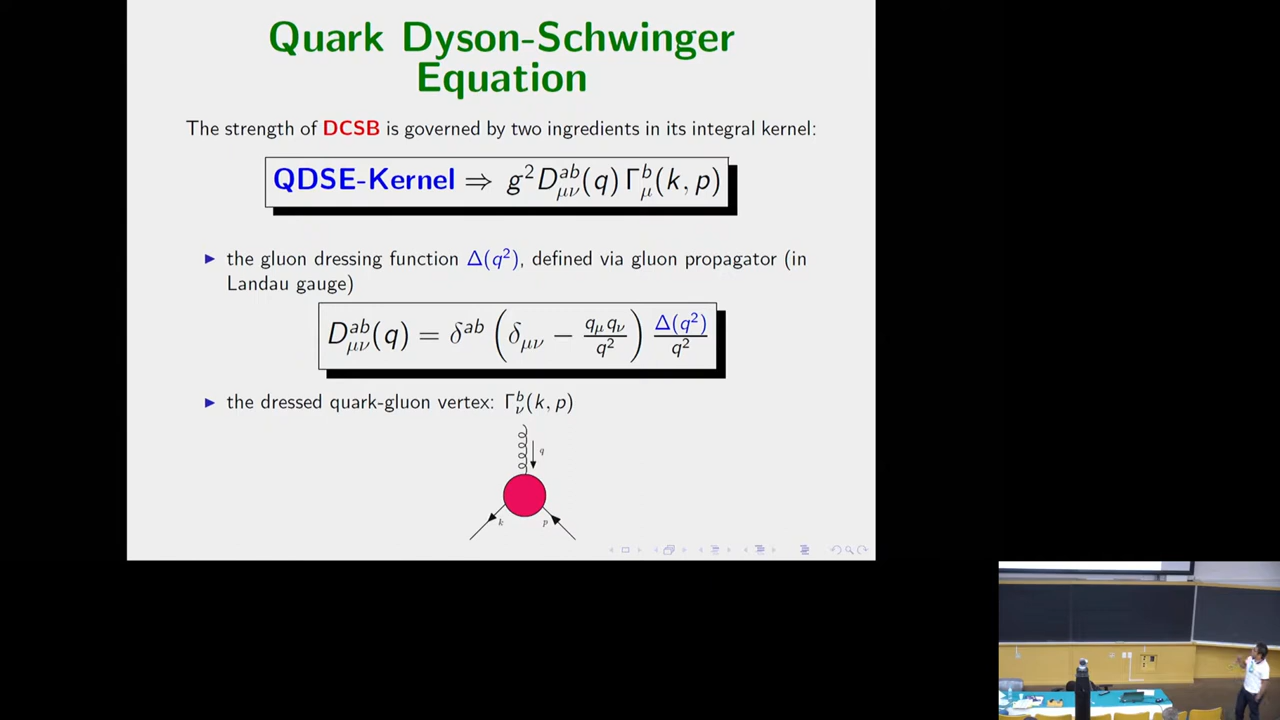 Quark Dyson-Schwinger
Equation
The strength of DCSB is governed by two ingredients in its integral kernel:
QDSE-Kernel ⇒ g²D^{ab}_{μν}(q) Γ^b_μ(k, p)
▶ the gluon dressing function Δ(q²), defined via gluon propagator (in
Landau gauge)
D^{ab}_{μν}(q) = δ^{ab} (δ_{μν} − q_μ q_ν / q²) Δ(q²) / q²
▶ the dressed quark-gluon vertex: Γ^b_ν(k, p)
q
k p